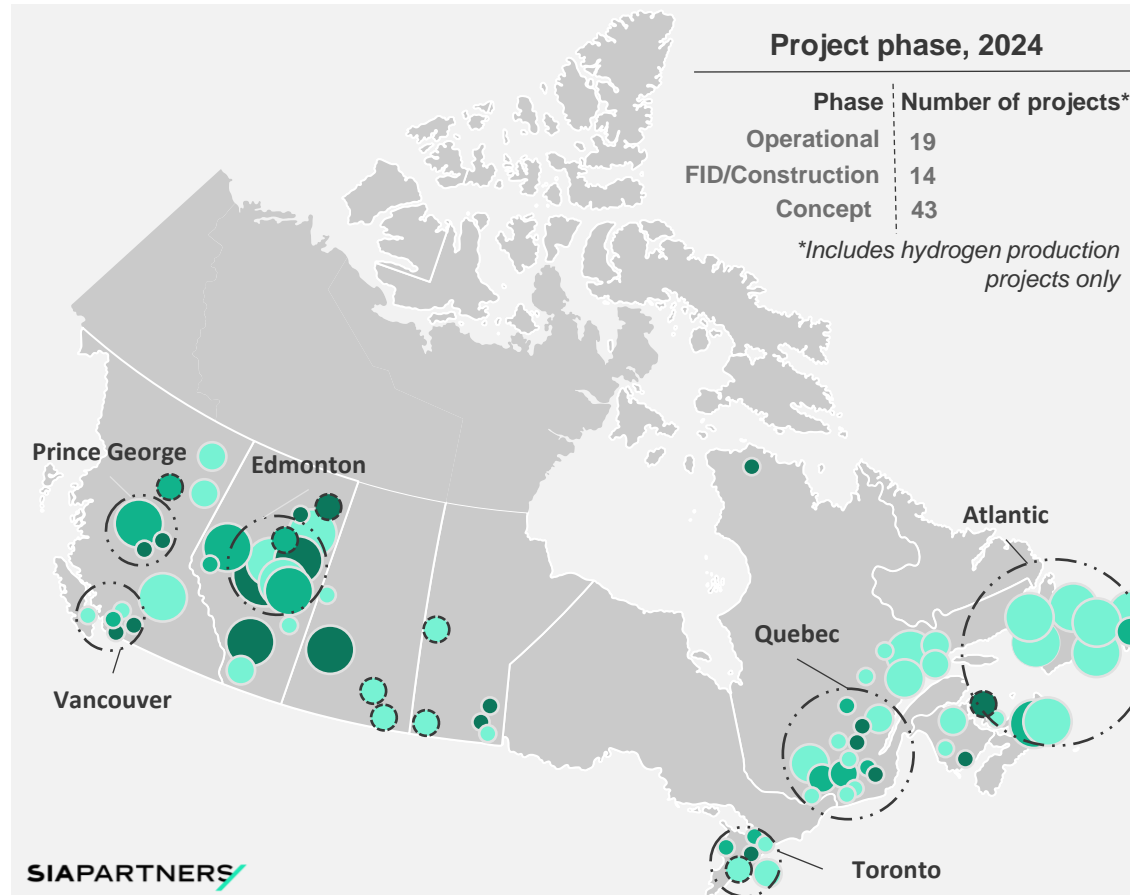 Project phase, 2024
Phase Number of projects*
Operational 19
FID/Construction 14
Concept 43
*Includes hydrogen production
projects only
Prince George
Edmonton
Atlantic
Quebec
Vancouver
Toronto
SIAPARTNERS